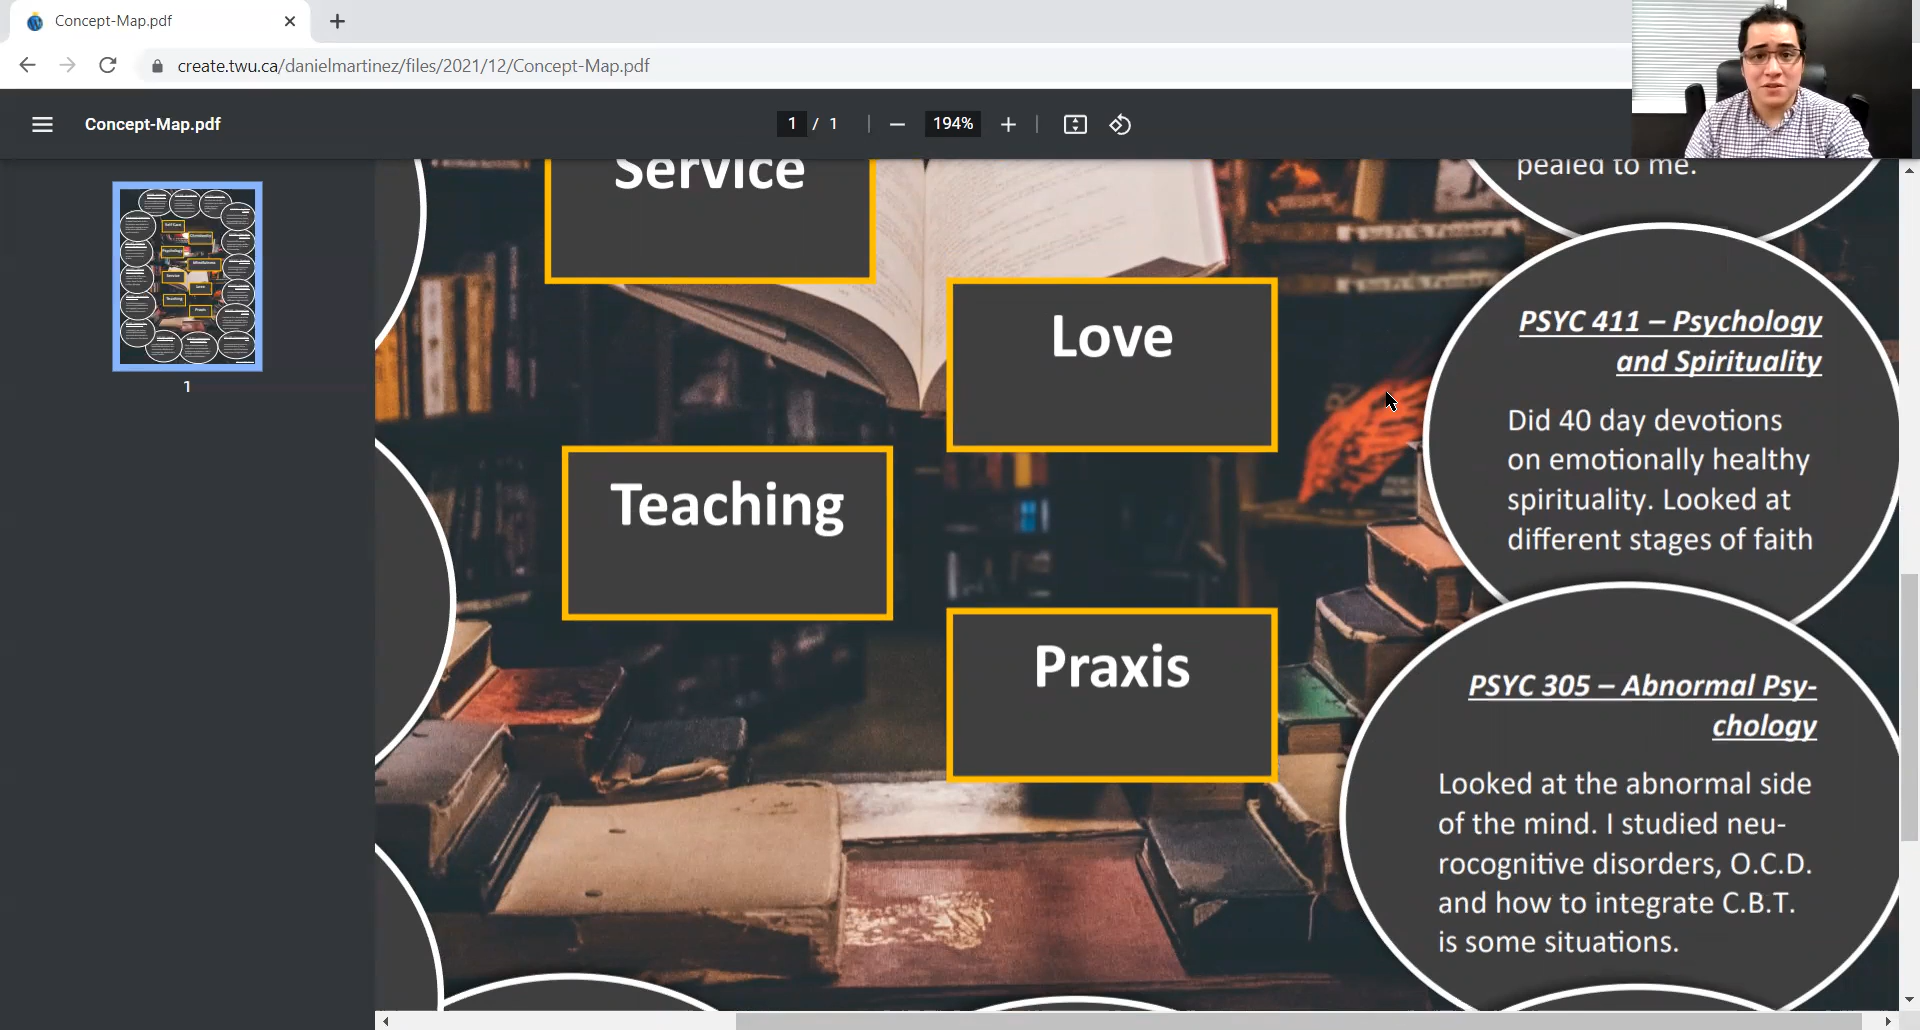 Concept-Map.pdf
create.twu.ca/danielmartinez/files/2021/12/Concept-Map.pdf
Concept-Map.pdf
1 / 1
194%
1
Service
Love
Teaching
Praxis
pealed to me.
PSYC 411 – Psychology
and Spirituality
Did 40 day devotions
on emotionally healthy
spirituality. Looked at
different stages of faith
PSYC 305 – Abnormal Psy-
chology
Looked at the abnormal side
of the mind. I studied neu-
rocognitive disorders, O.C.D.
and how to integrate C.B.T.
is some situations.